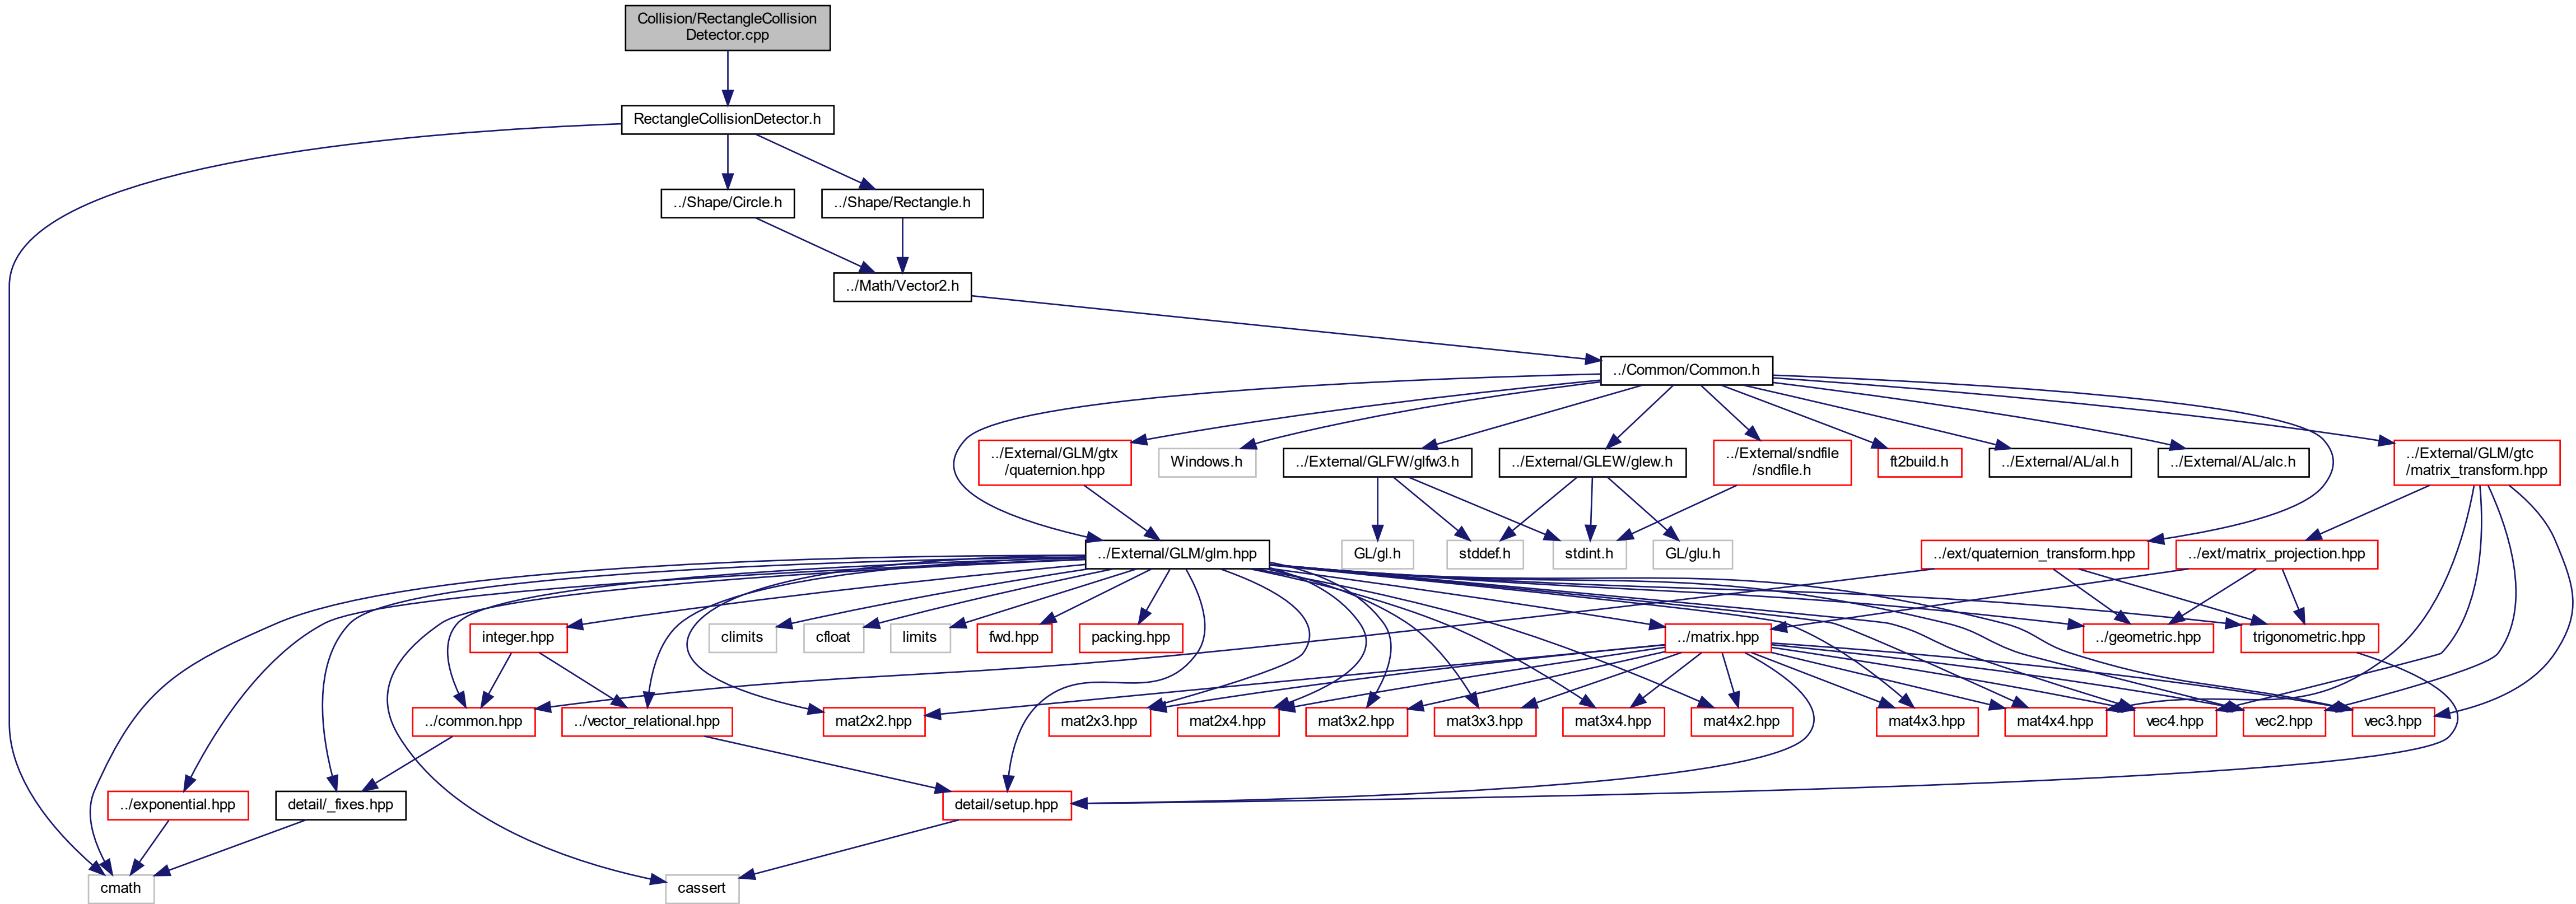 Collision/RectangleCollision
Detector.cpp
RectangleCollisionDetector.h
../Shape/Circle.h
../Shape/Rectangle.h
../Math/Vector2.h
../Common/Common.h
../External/GLM/gtx
/quaternion.hpp
Windows.h
../External/GLFW/glfw3.h
../External/GLEW/glew.h
../External/sndfile
/sndfile.h
ft2build.h
../External/AL/al.h
../External/AL/alc.h
../External/GLM/gtc
/matrix_transform.hpp
../External/GLM/glm.hpp
GL/gl.h
stddef.h
stdint.h
GL/glu.h
../ext/quaternion_transform.hpp
../ext/matrix_projection.hpp
integer.hpp
climits
cfloat
limits
fwd.hpp
packing.hpp
../matrix.hpp
../geometric.hpp
trigonometric.hpp
../common.hpp
../vector_relational.hpp
mat2x2.hpp
mat2x3.hpp
mat2x4.hpp
mat3x2.hpp
mat3x3.hpp
mat3x4.hpp
mat4x2.hpp
mat4x3.hpp
mat4x4.hpp
vec4.hpp
vec2.hpp
vec3.hpp
../exponential.hpp
detail/_fixes.hpp
detail/setup.hpp
cmath
cassert